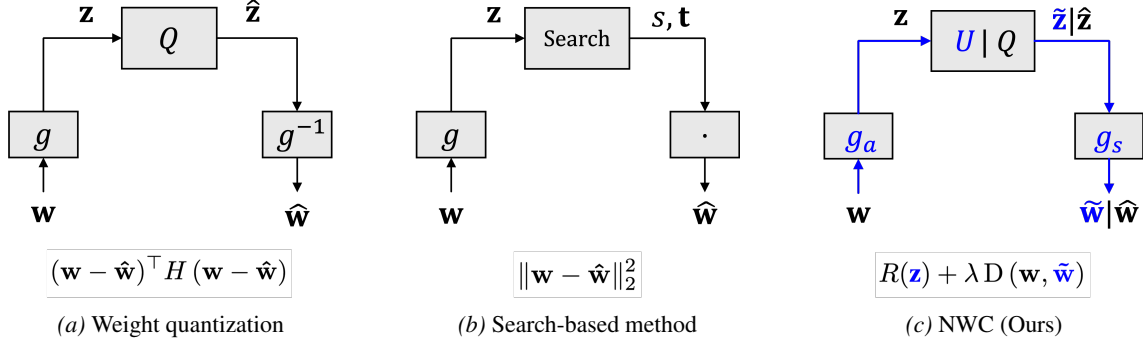 z Q ẑ
g g⁻¹
w ŵ
(w − ŵ)⊤ H (w − ŵ)
(a) Weight quantization
z Search s, t
g ·
w ŵ
‖w − ŵ‖₂²
(b) Search-based method
z U | Q z̃|ẑ
gₐ gₛ
w w̃|ŵ
R(z) + λ D (w, w̃)
(c) NWC (Ours)